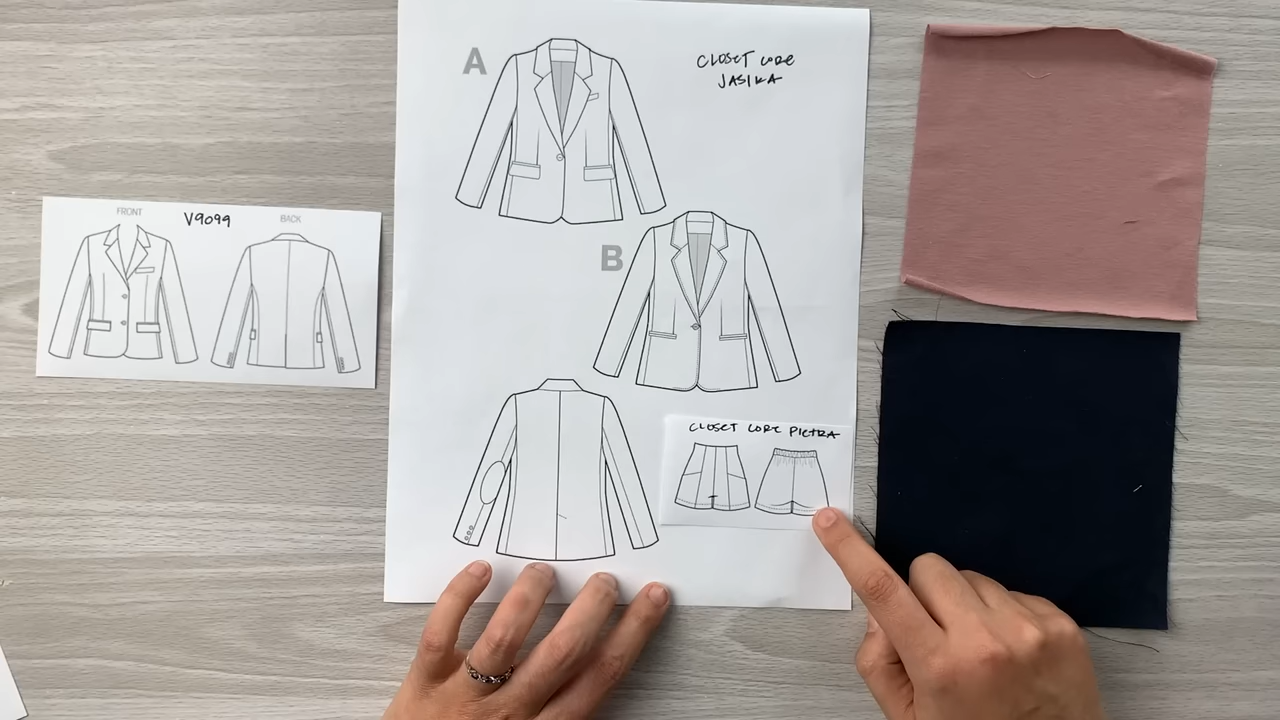 FRONT
V9099
BACK
A
CLOSET CORE
JASIKA
B
CLOSET CORE PIETRA